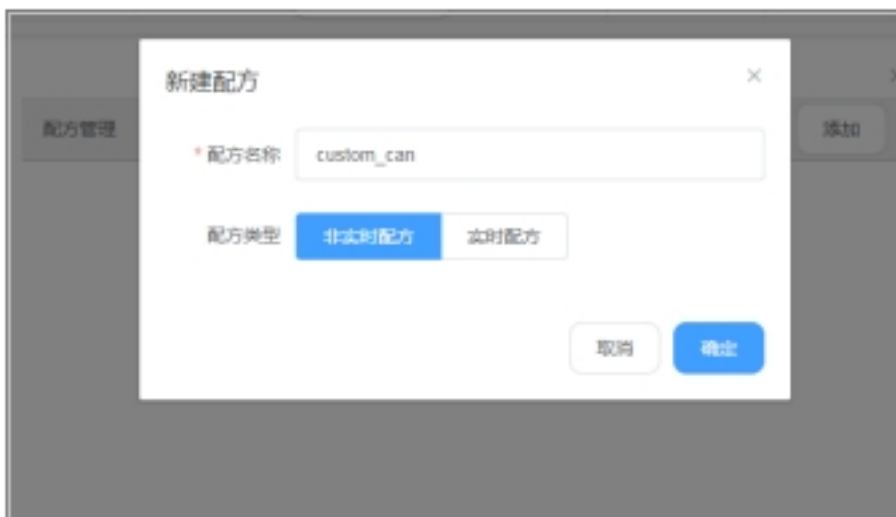 新建配方
配方管理
添加
* 配方名称
custom_can
配方类型
非实时配方
实时配方
取消
确定